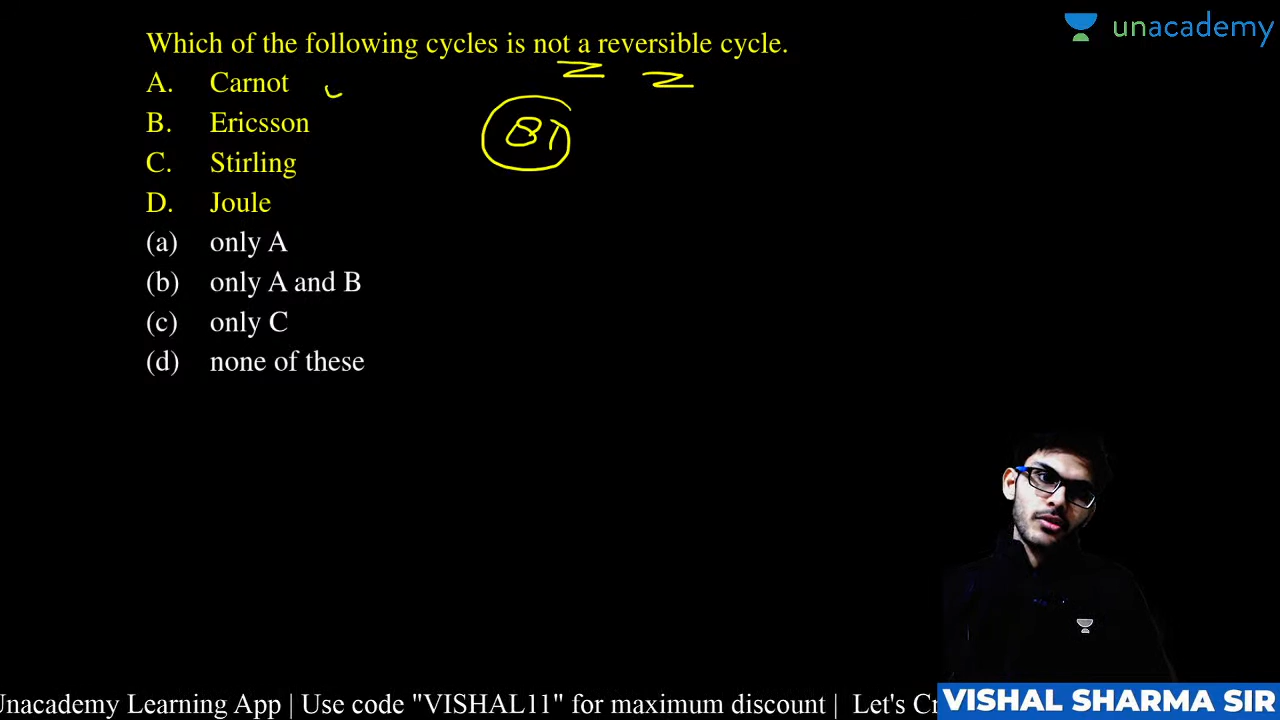 unacademy
Which of the following cycles is not a reversible cycle.
A. Carnot
B. Ericsson
C. Stirling
D. Joule
(a) only A
(b) only A and B
(c) only C
(d) none of these
Unacademy Learning App | Use code "VISHAL11" for maximum discount | Let's Cr
VISHAL SHARMA SIR